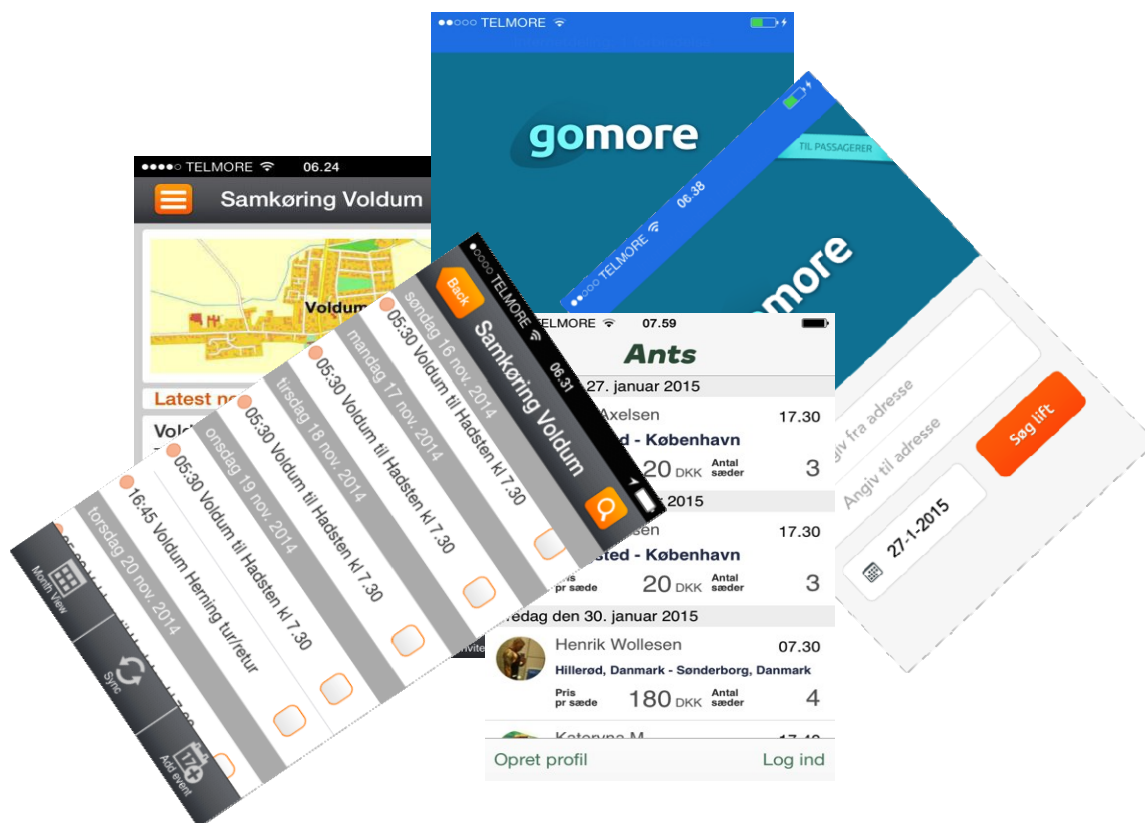 TELMORE
gomore
TELMORE 06.38
TIL PASSAGERER
more
fra adresse
Angiv til adresse
27-1-2015
Søg lift
TELMORE 06.24
Samkøring Voldum
Voldum
Latest
TELMORE 06.31
Back
Samkøring Voldum
søndag 16 nov. 2014
05:30 Voldum til Hadsten kl 7.30
mandag 17 nov. 2014
05:30 Voldum til Hadsten kl 7.30
tirsdag 18 nov. 2014
05:30 Voldum til Hadsten kl 7.30
onsdag 19 nov. 2014
05:30 Voldum til Hadsten kl 7.30
16:45 Voldum Herning tur/retur
torsdag 20 nov. 2014
Month View
Sync
17
Add event
TELMORE 07.59
Ants
27. januar 2015
Axelsen 17.30
- København
20 DKK Antal sæder 3
2015
17.30
- København
pr sæde 20 DKK Antal sæder 3
den 30. januar 2015
Henrik Wollesen 07.30
Hillerød, Danmark - Sønderborg, Danmark
Pris pr sæde 180 DKK Antal sæder 4
Opret profil Log ind